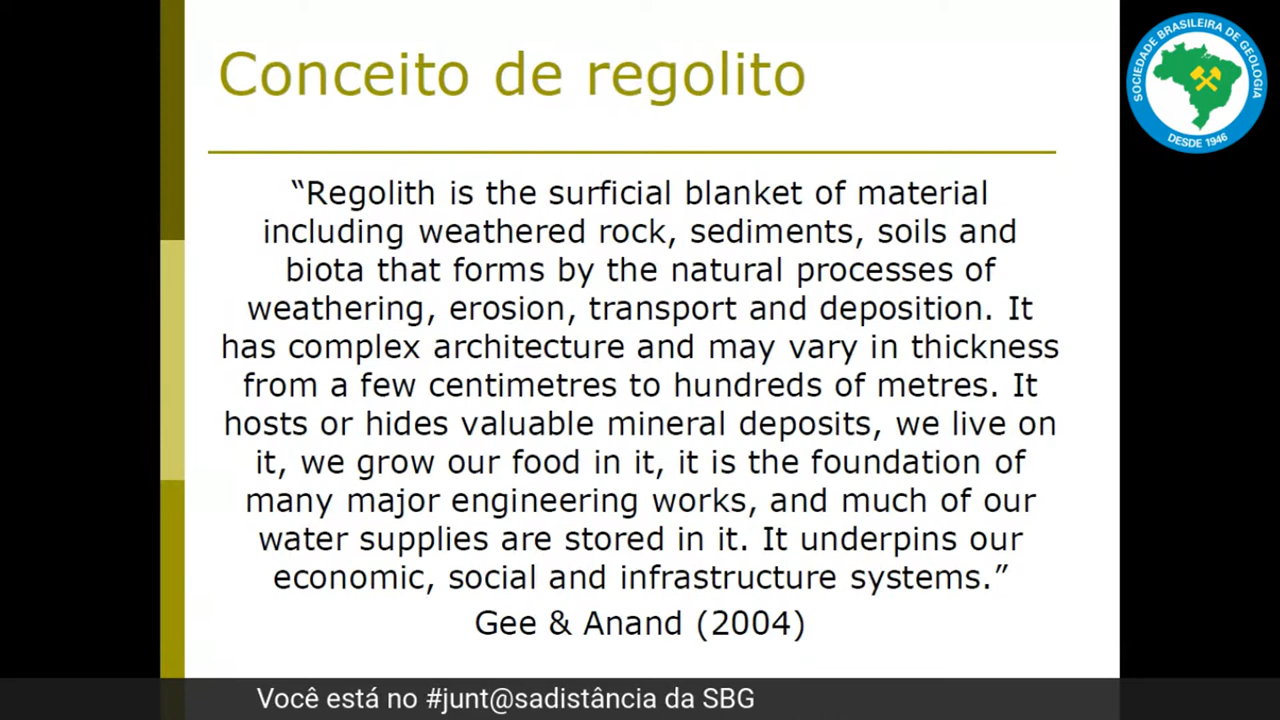 Conceito de regolito
“Regolith is the surficial blanket of material
including weathered rock, sediments, soils and
biota that forms by the natural processes of
weathering, erosion, transport and deposition. It
has complex architecture and may vary in thickness
from a few centimetres to hundreds of metres. It
hosts or hides valuable mineral deposits, we live on
it, we grow our food in it, it is the foundation of
many major engineering works, and much of our
water supplies are stored in it. It underpins our
economic, social and infrastructure systems.”
Gee & Anand (2004)
SOCIEDADE BRASILEIRA DE GEOLOGIA
DESDE 1946
Você está no #junt@sadistância da SBG